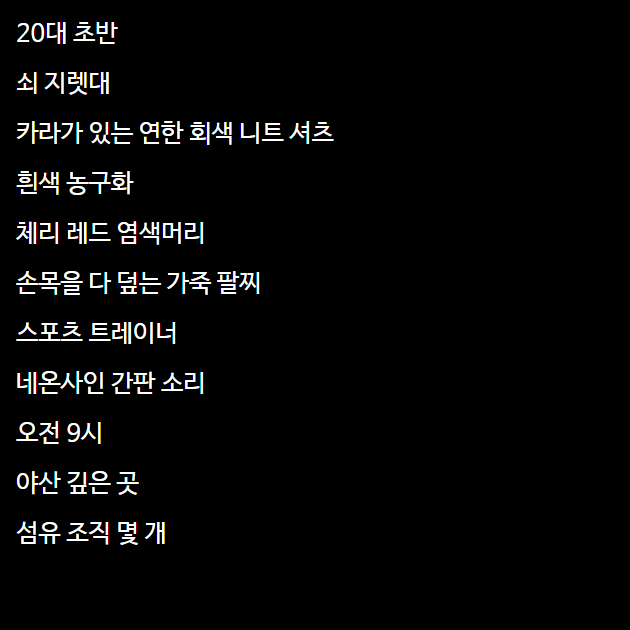 20대 초반
쇠 지렛대
카라가 있는 연한 회색 니트 셔츠
흰색 농구화
체리 레드 염색머리
손목을 다 덮는 가죽 팔찌
스포츠 트레이너
네온사인 간판 소리
오전 9시
야산 깊은 곳
섬유 조직 몇 개